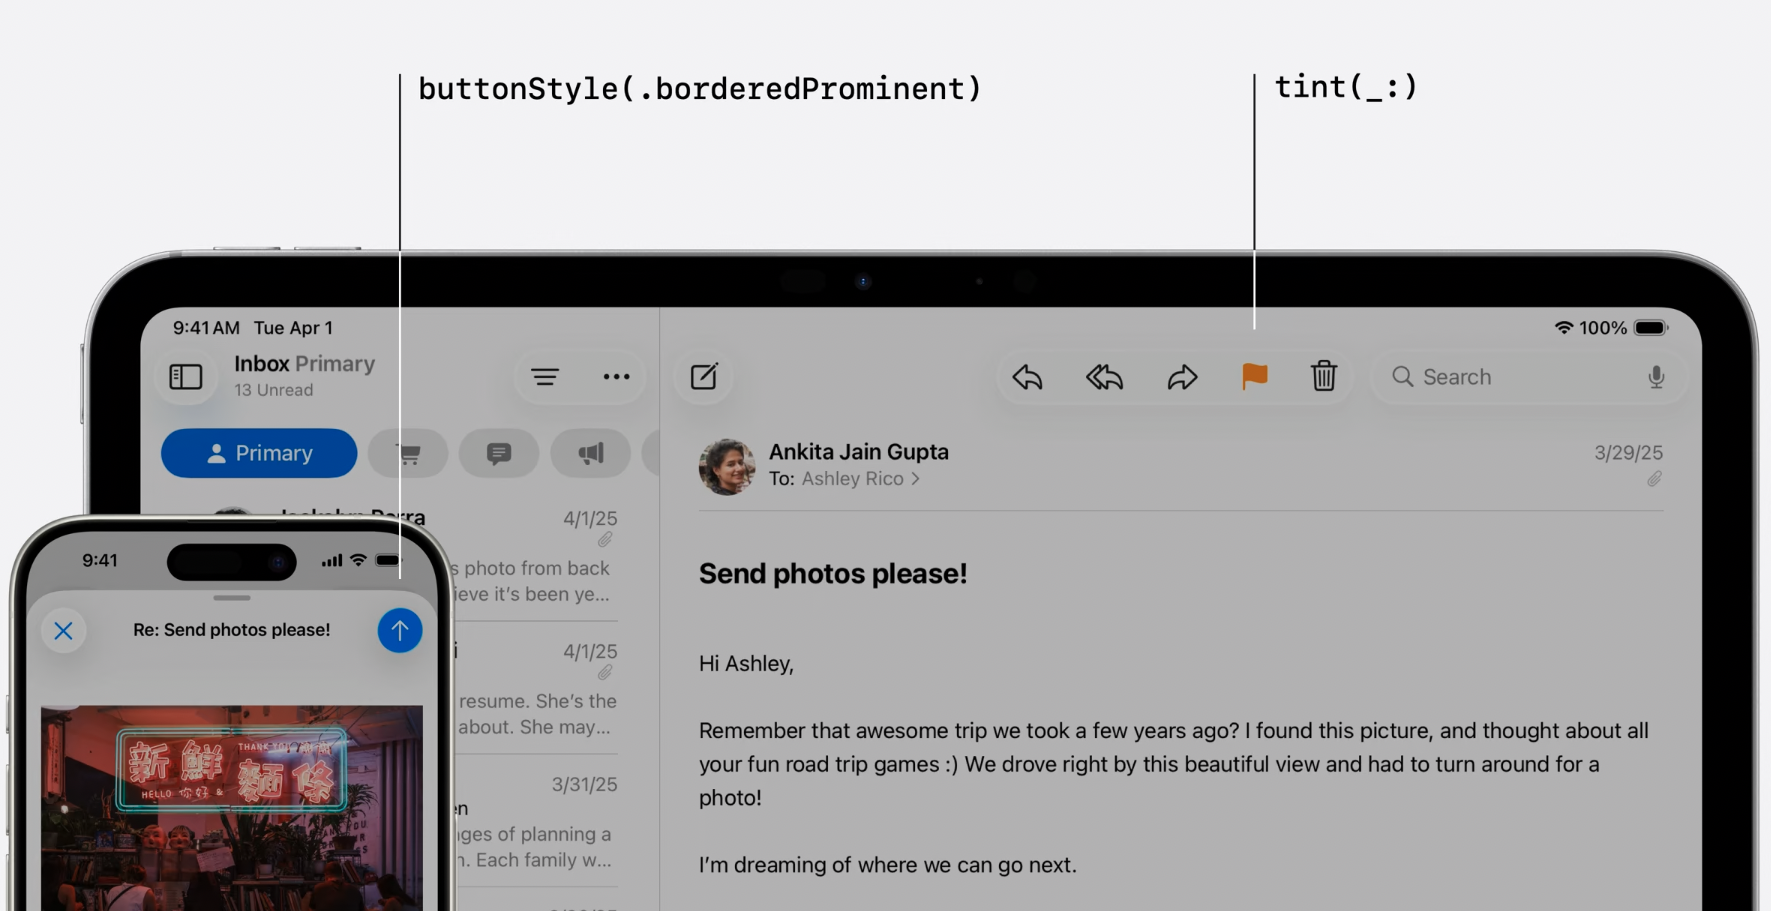 buttonStyle(.borderedProminent)
tint(_:)
9:41 AM Tue Apr 1
100%
Inbox Primary
13 Unread
Search
Primary
Ankita Jain Gupta
3/29/25
To: Ashley Rico >
4/1/25
s photo from back
ieve it's been ye...
Send photos please!
4/1/25
resume. She's the
about. She may...
Hi Ashley,
3/31/25
en
ges of planning a
n. Each family w...
Remember that awesome trip we took a few years ago? I found this picture, and thought about all
your fun road trip games :) We drove right by this beautiful view and had to turn around for a
photo!
I'm dreaming of where we can go next.
9:41
Re: Send photos please!
THANK YOU
新鮮麵條
HELLO 你好 &